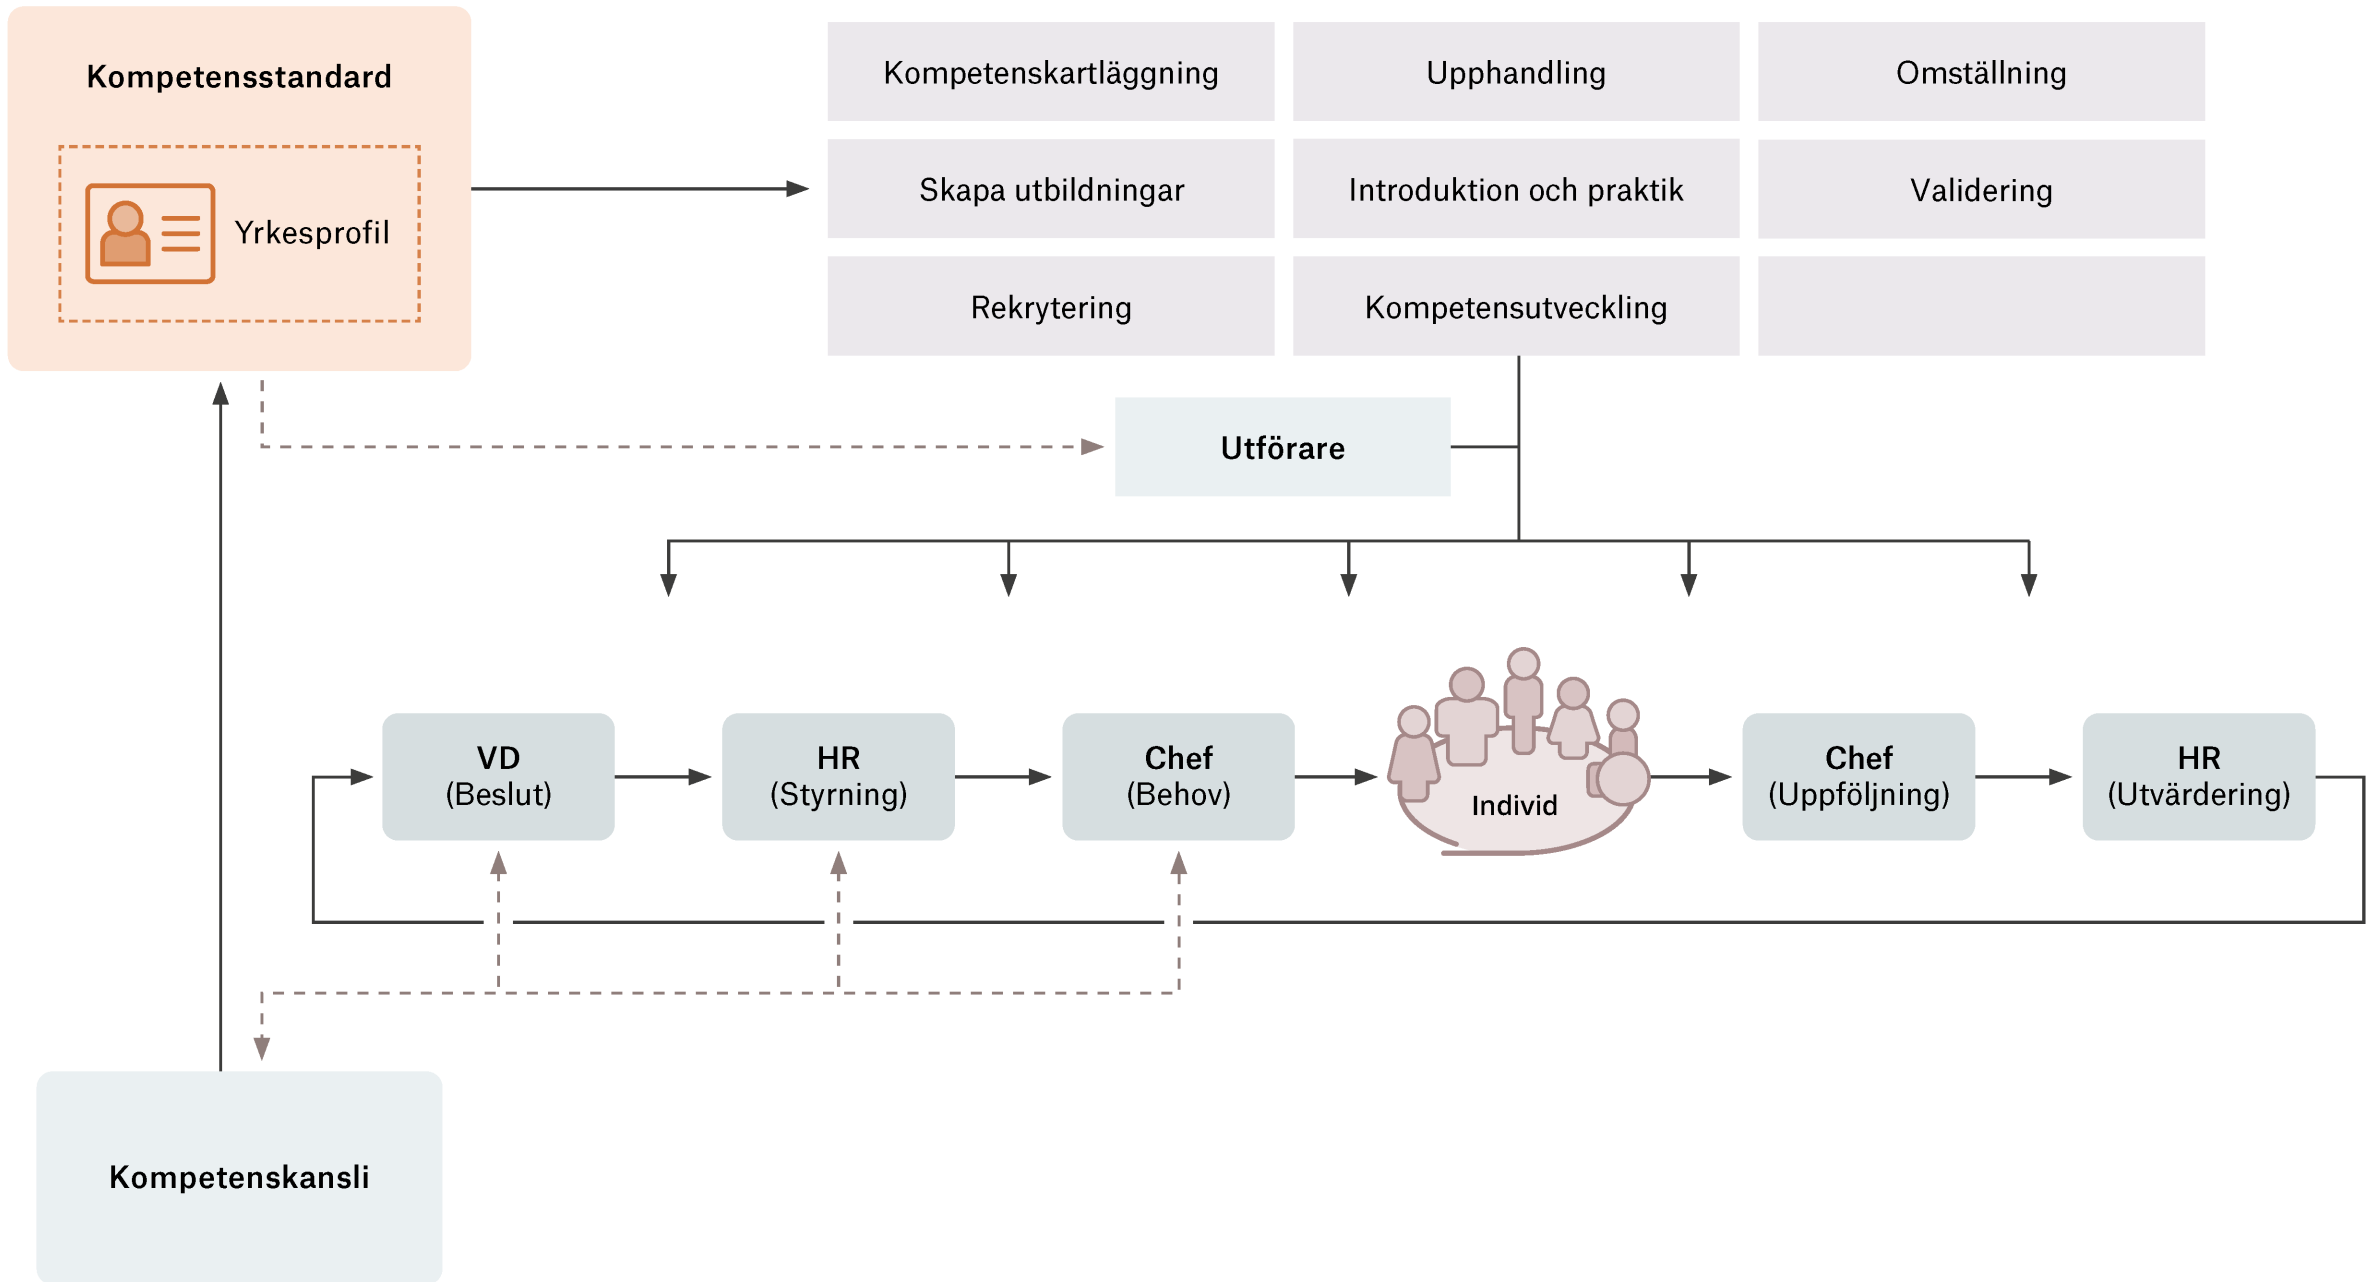 Kompetensstandard
Yrkesprofil
Kompetenskartläggning
Upphandling
Omställning
Skapa utbildningar
Introduktion och praktik
Validering
Rekrytering
Kompetensutveckling
Utförare
VD
(Beslut)
HR
(Styrning)
Chef
(Behov)
Individ
Chef
(Uppföljning)
HR
(Utvärdering)
Kompetenskansli